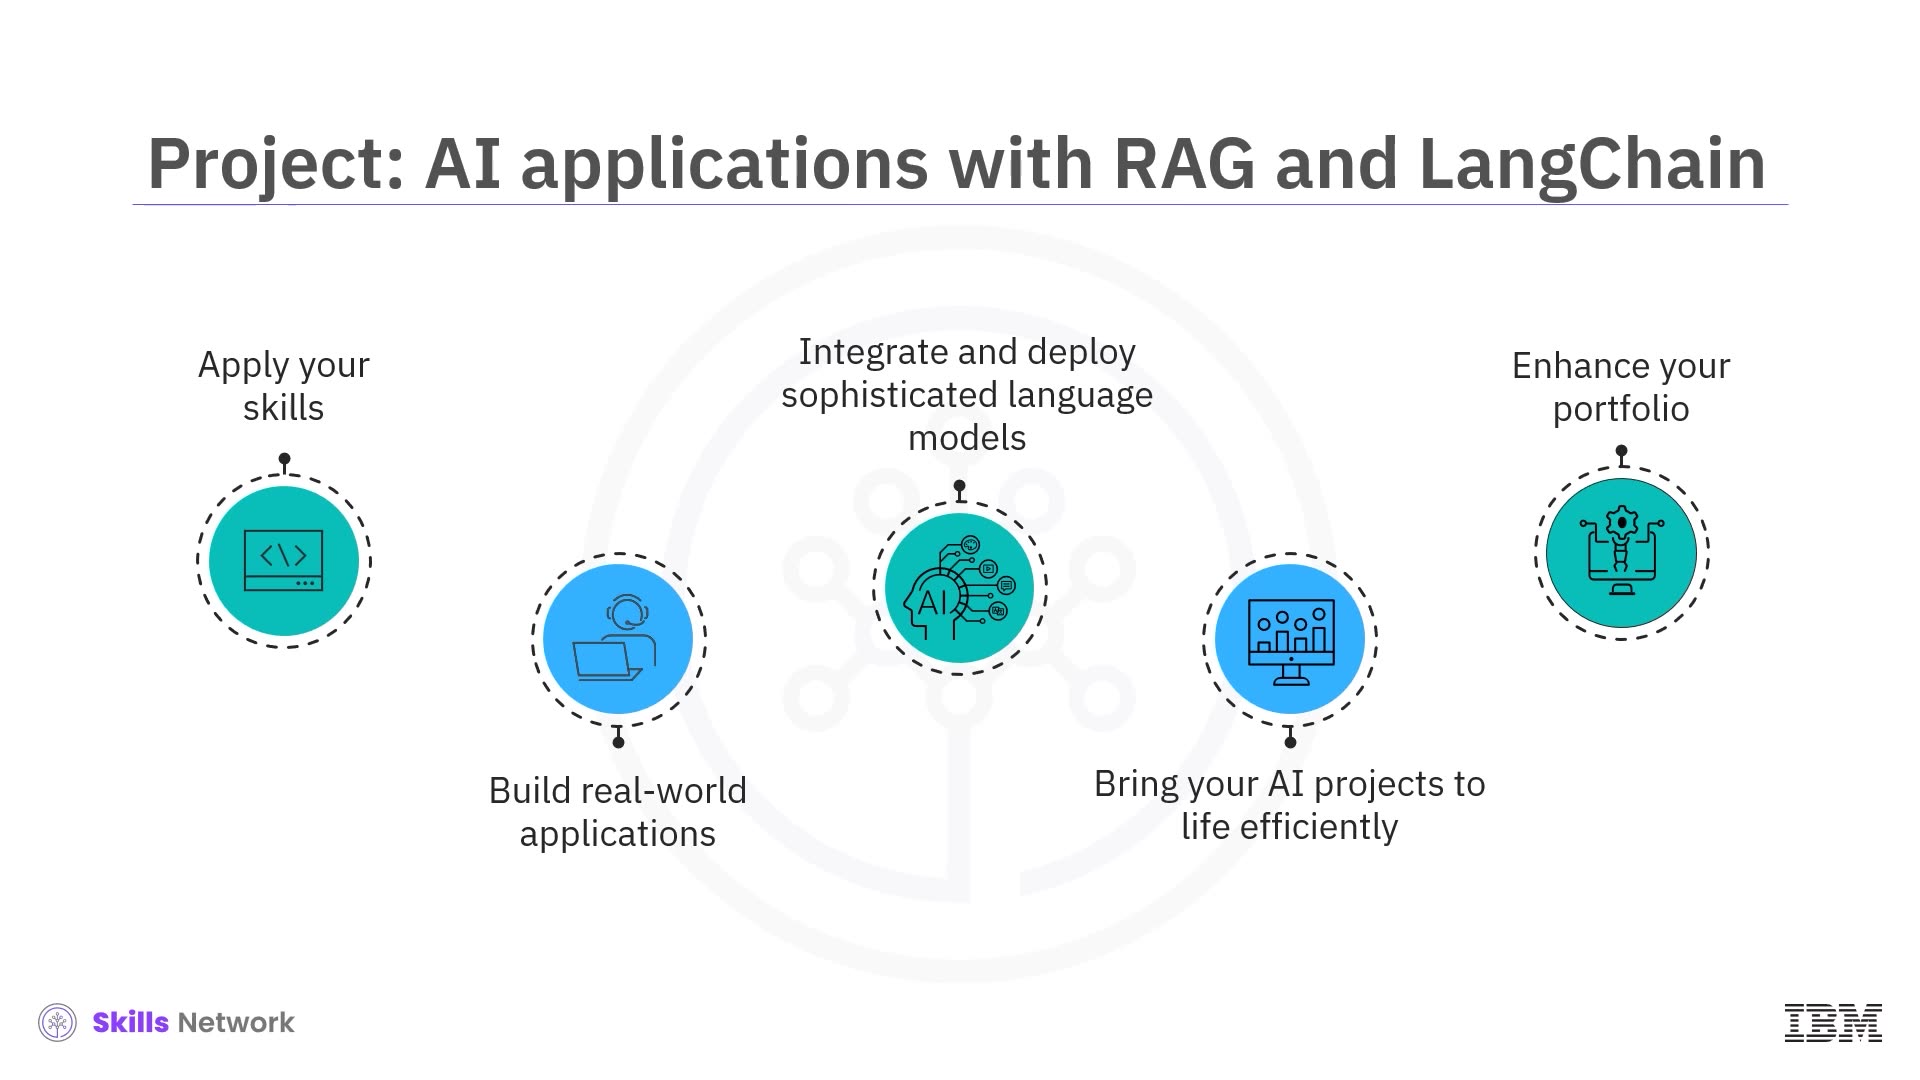 Project: AI applications with RAG and LangChain
Apply your
skills
Build real-world
applications
Integrate and deploy
sophisticated language
models
AI
Bring your AI projects to
life efficiently
Enhance your
portfolio
Skills Network
IBM